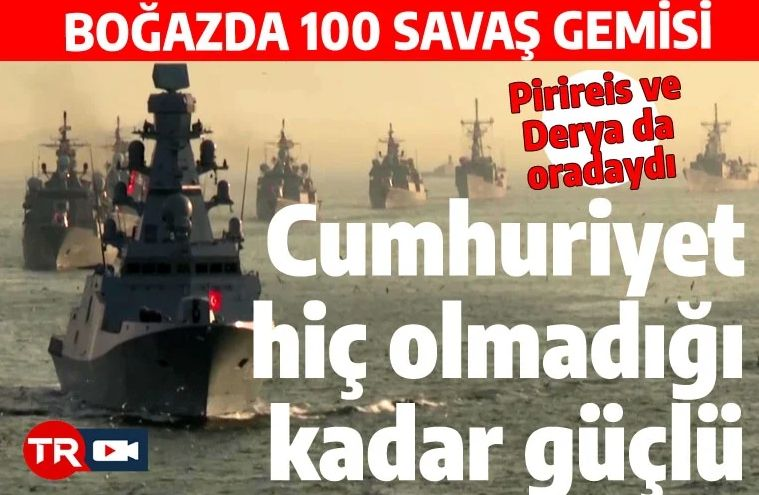 BOĞAZDA 100 SAVAŞ GEMİSİ
Pirireis ve
Derya da
oradaydı
Cumhuriyet
hiç olmadığı
kadar güçlü
TR